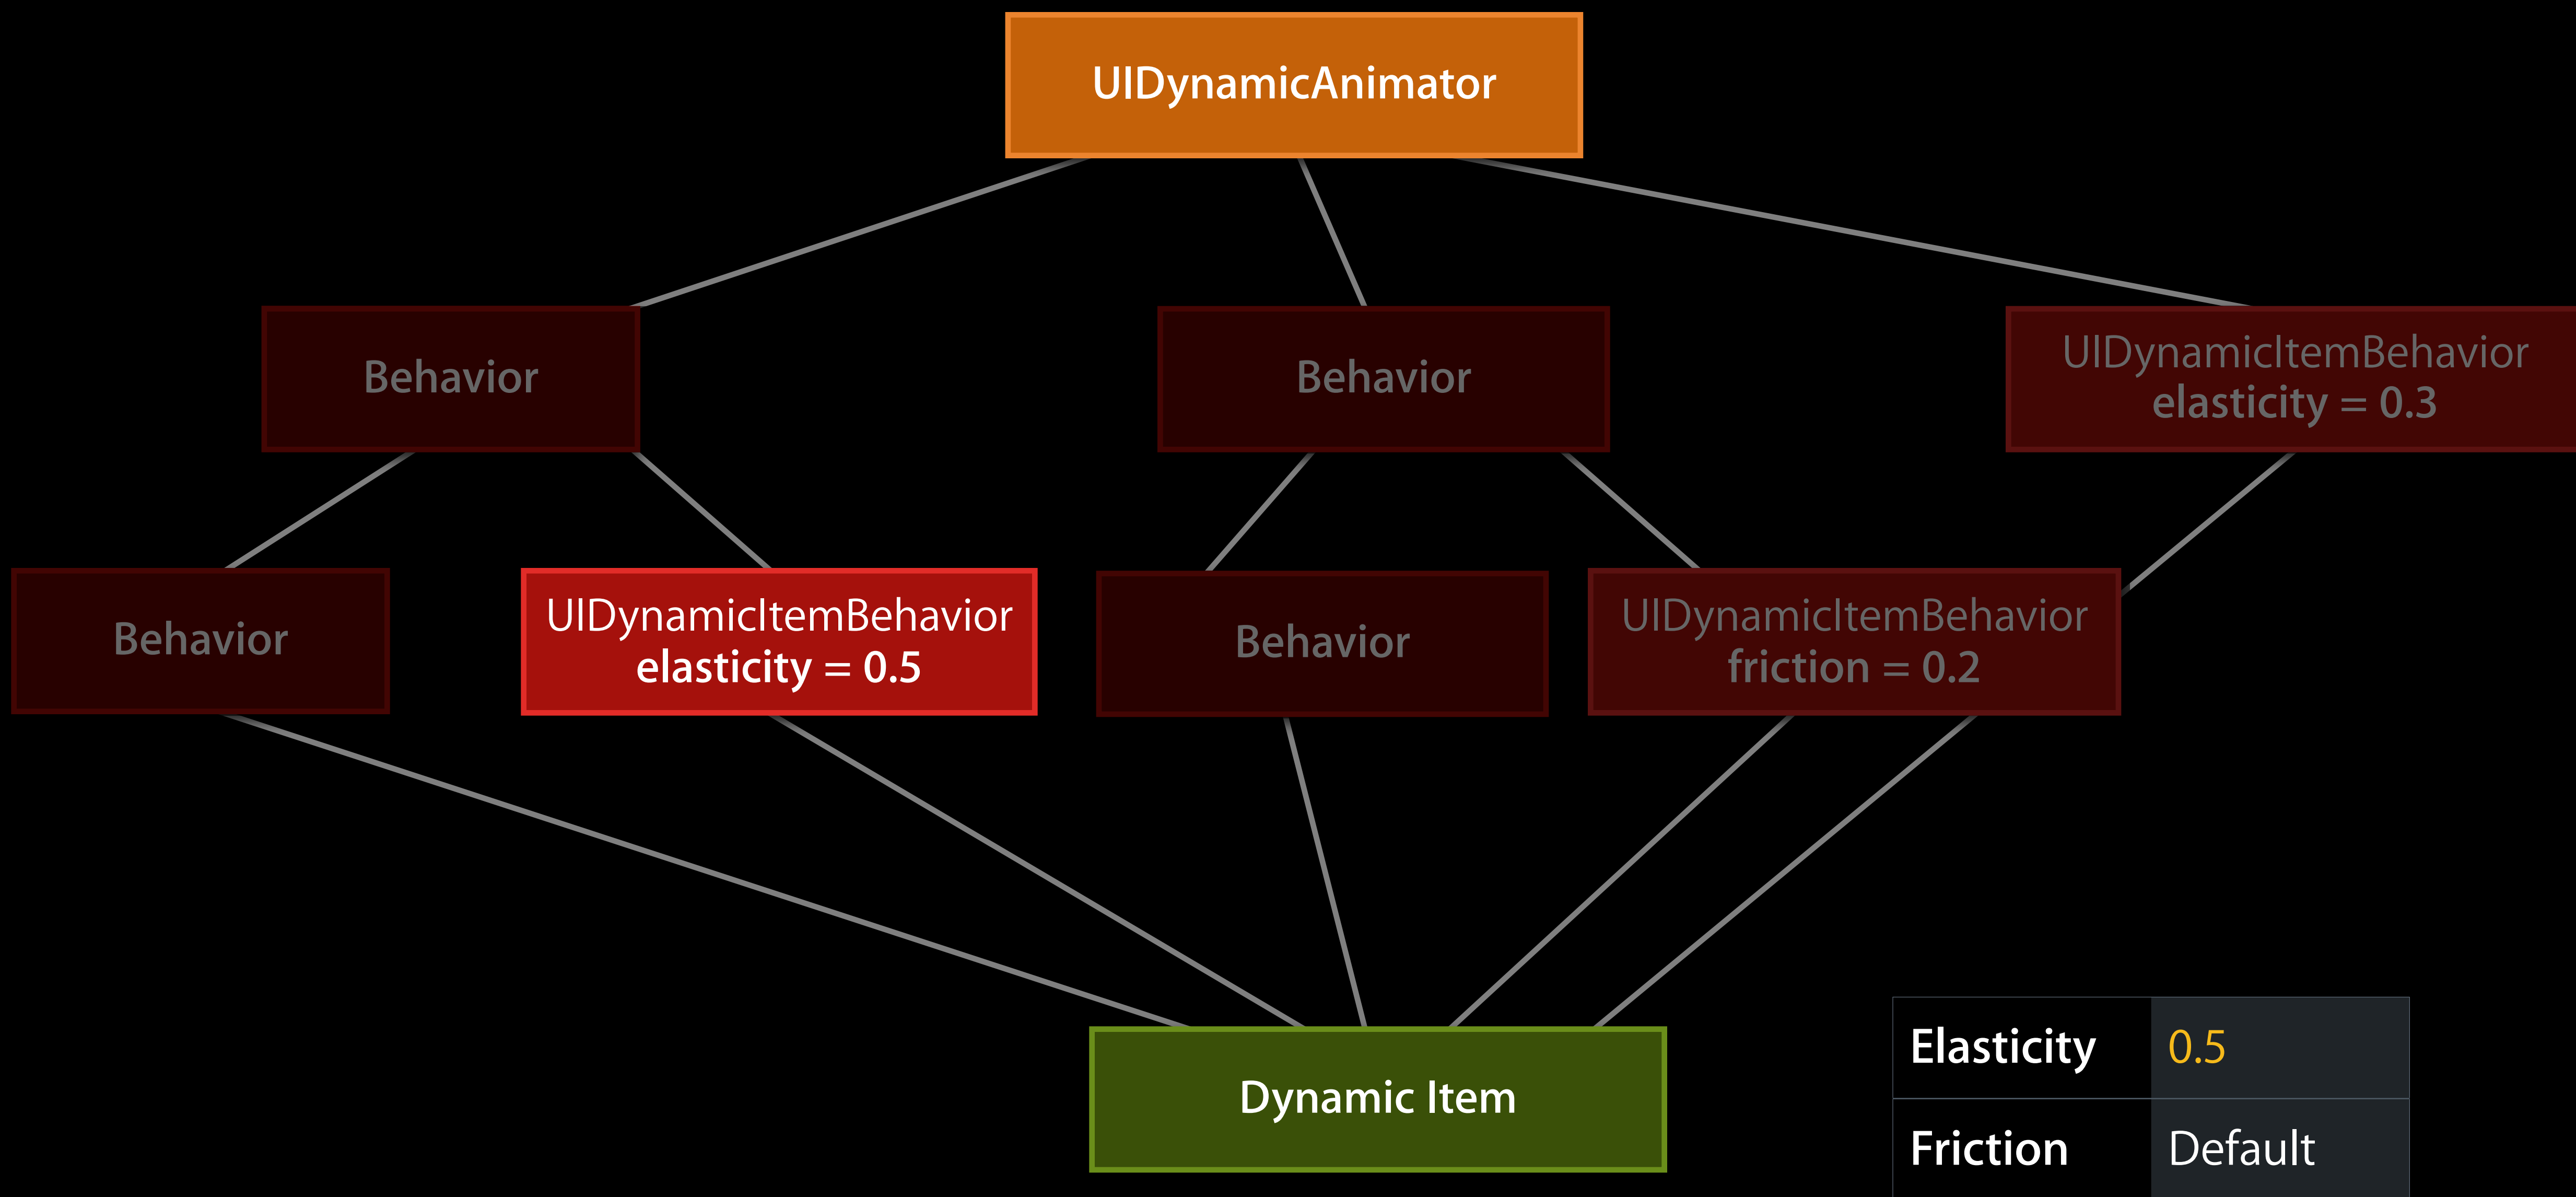 UIDynamicAnimator
Behavior
Behavior
UIDynamicItemBehavior
elasticity = 0.3
Behavior
UIDynamicItemBehavior
elasticity = 0.5
Behavior
UIDynamicItemBehavior
friction = 0.2
Dynamic Item
Elasticity 0.5
Friction Default